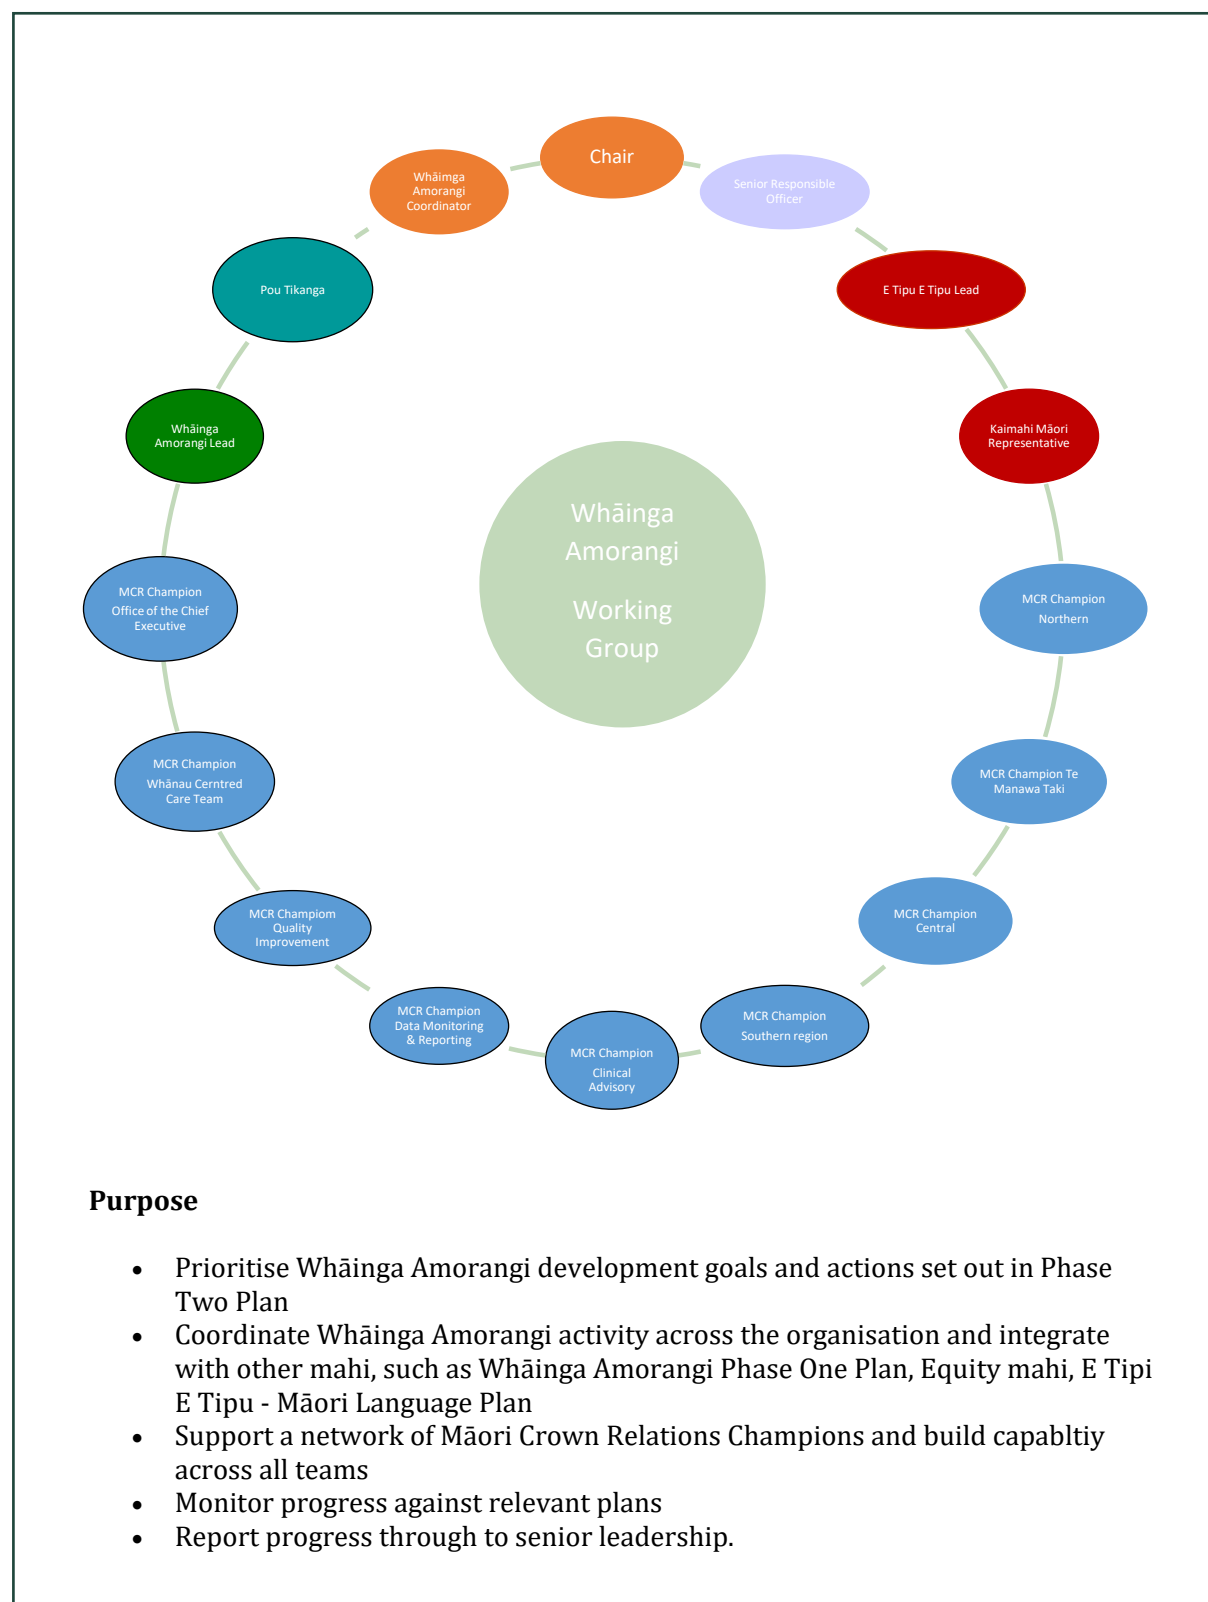 Chair
Senior Responsible
Officer
E Tipu E Tipu Lead
Kaimahi Māori
Representative
MCR Champion
Northern
MCR Champion Te
Manawa Taki
MCR Champion
Central
MCR Champion
Southern region
MCR Champion
Clinical
Advisory
MCR Champion
Data Monitoring
& Reporting
MCR Champiom
Quality
Improvement
MCR Champion
Whānau Cerntred
Care Team
MCR Champion
Office of the Chief
Executive
Whāinga
Amorangi Lead
Pou Tikanga
Whāimga
Amorangi
Coordinator
Whāinga
Amorangi
Working
Group
Purpose
• Prioritise Whāinga Amorangi development goals and actions set out in Phase
Two Plan
• Coordinate Whāinga Amorangi activity across the organisation and integrate
with other mahi, such as Whāinga Amorangi Phase One Plan, Equity mahi, E Tipi
E Tipu - Māori Language Plan
• Support a network of Māori Crown Relations Champions and build capabltiy
across all teams
• Monitor progress against relevant plans
• Report progress through to senior leadership.